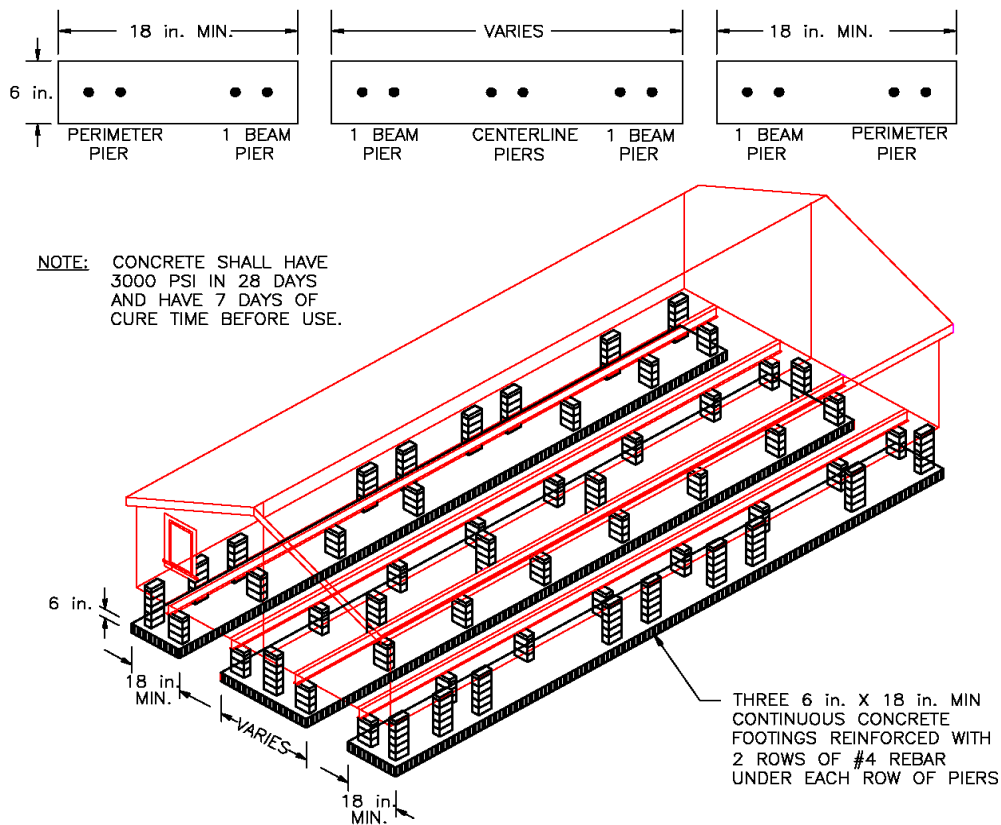 18 in. MIN.
VARIES
18 in. MIN.
6 in.
PERIMETER PIER
1 BEAM PIER
1 BEAM PIER
CENTERLINE PIERS
1 BEAM PIER
1 BEAM PIER
PERIMETER PIER
NOTE: CONCRETE SHALL HAVE
3000 PSI IN 28 DAYS
AND HAVE 7 DAYS OF
CURE TIME BEFORE USE.
6 in.
18 in.
MIN.
VARIES
18 in.
MIN.
THREE 6 in. X 18 in. MIN
CONTINUOUS CONCRETE
FOOTINGS REINFORCED WITH
2 ROWS OF #4 REBAR
UNDER EACH ROW OF PIERS